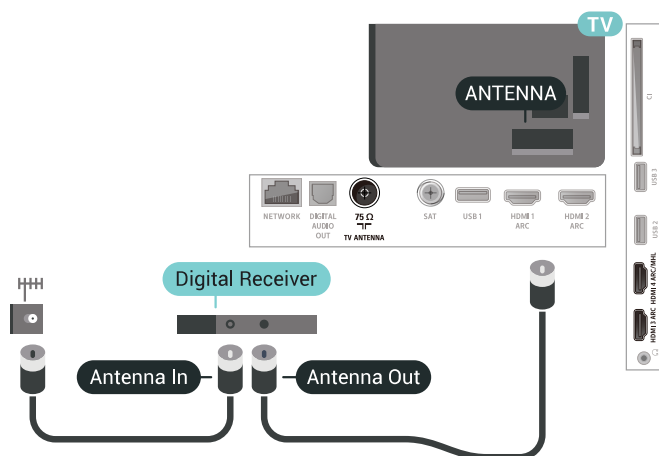 TV
ANTENNA
CI
USB 3
USB 2
HDMI 4 ARC/MHL
HDMI 3 ARC
NETWORK
DIGITAL
AUDIO
OUT
75 Ω
TV ANTENNA
SAT
USB 1
HDMI 1
ARC
HDMI 2
ARC
Digital Receiver
Antenna In
Antenna Out